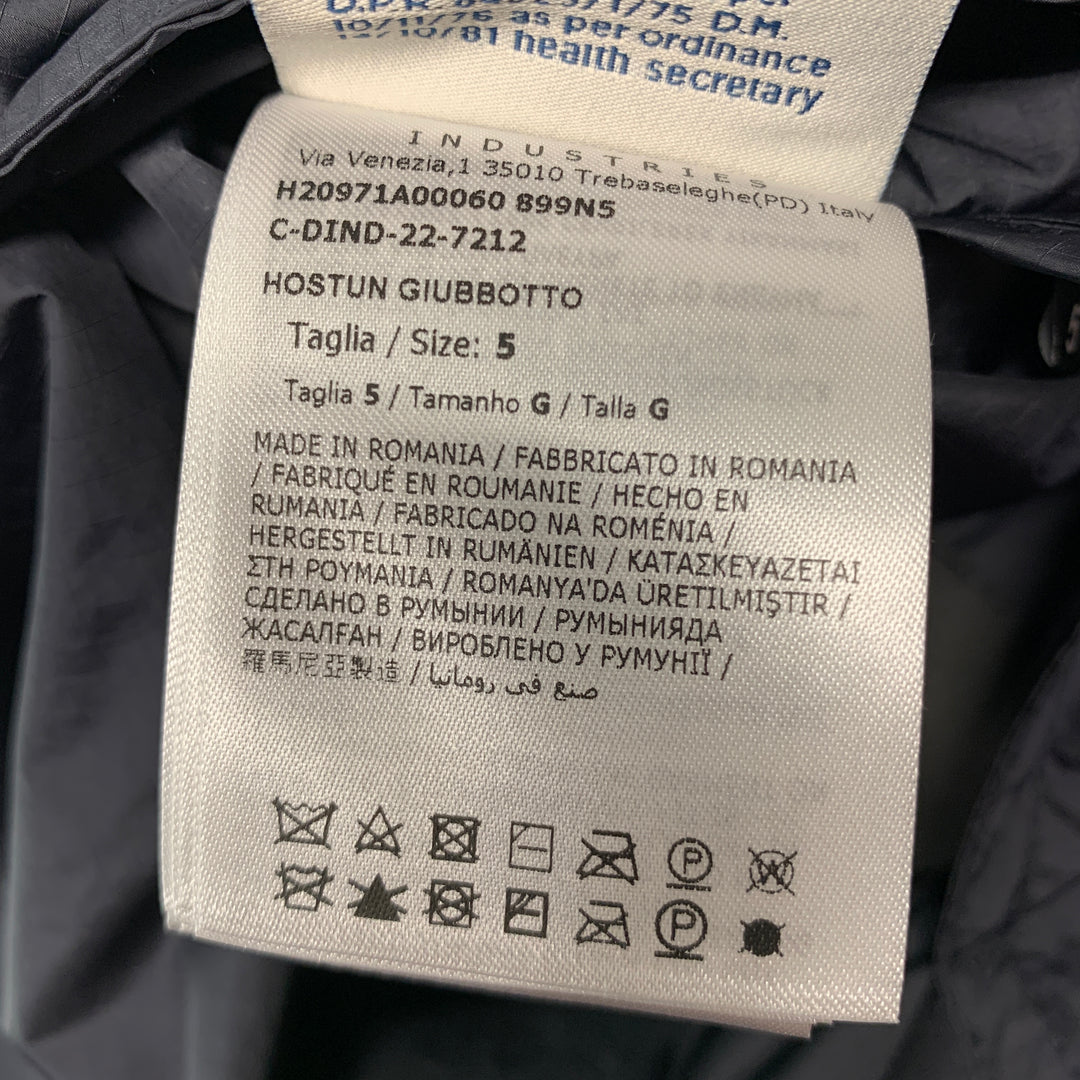 as per ordinance
12/10/81 health secretary
INDUSTRIES
Via Venezia,1 35010 Trebaseleghe(PD) Italy
H20971A00060 899N5
C-DIND-22-7212
HOSTUN GIUBBOTTO
Taglia / Size: 5
Taglia 5 / Tamanho G / Talla G
MADE IN ROMANIA / FABBRICATO IN ROMANIA
/ FABRIQUÉ EN ROUMANIE / HECHO EN
RUMANIA / FABRICADO NA ROMÉNIA /
HERGESTELLT IN RUMÄNIEN / ΚΑΤΑΣΚΕΥΑΖΕΤΑΙ
ΣΤΗ ΡΟΥΜΑΝΙΑ / ROMANYA'DA ÜRETILMIŞTIR /
СДЕЛАНО В РУМЫНИИ / РУМЫНИЯДА
ЖАСАЛҒАН / ВИРОБЛЕНО У РУМУНІЇ /
羅馬尼亞製造 / صنع في رومانيا
P W
P